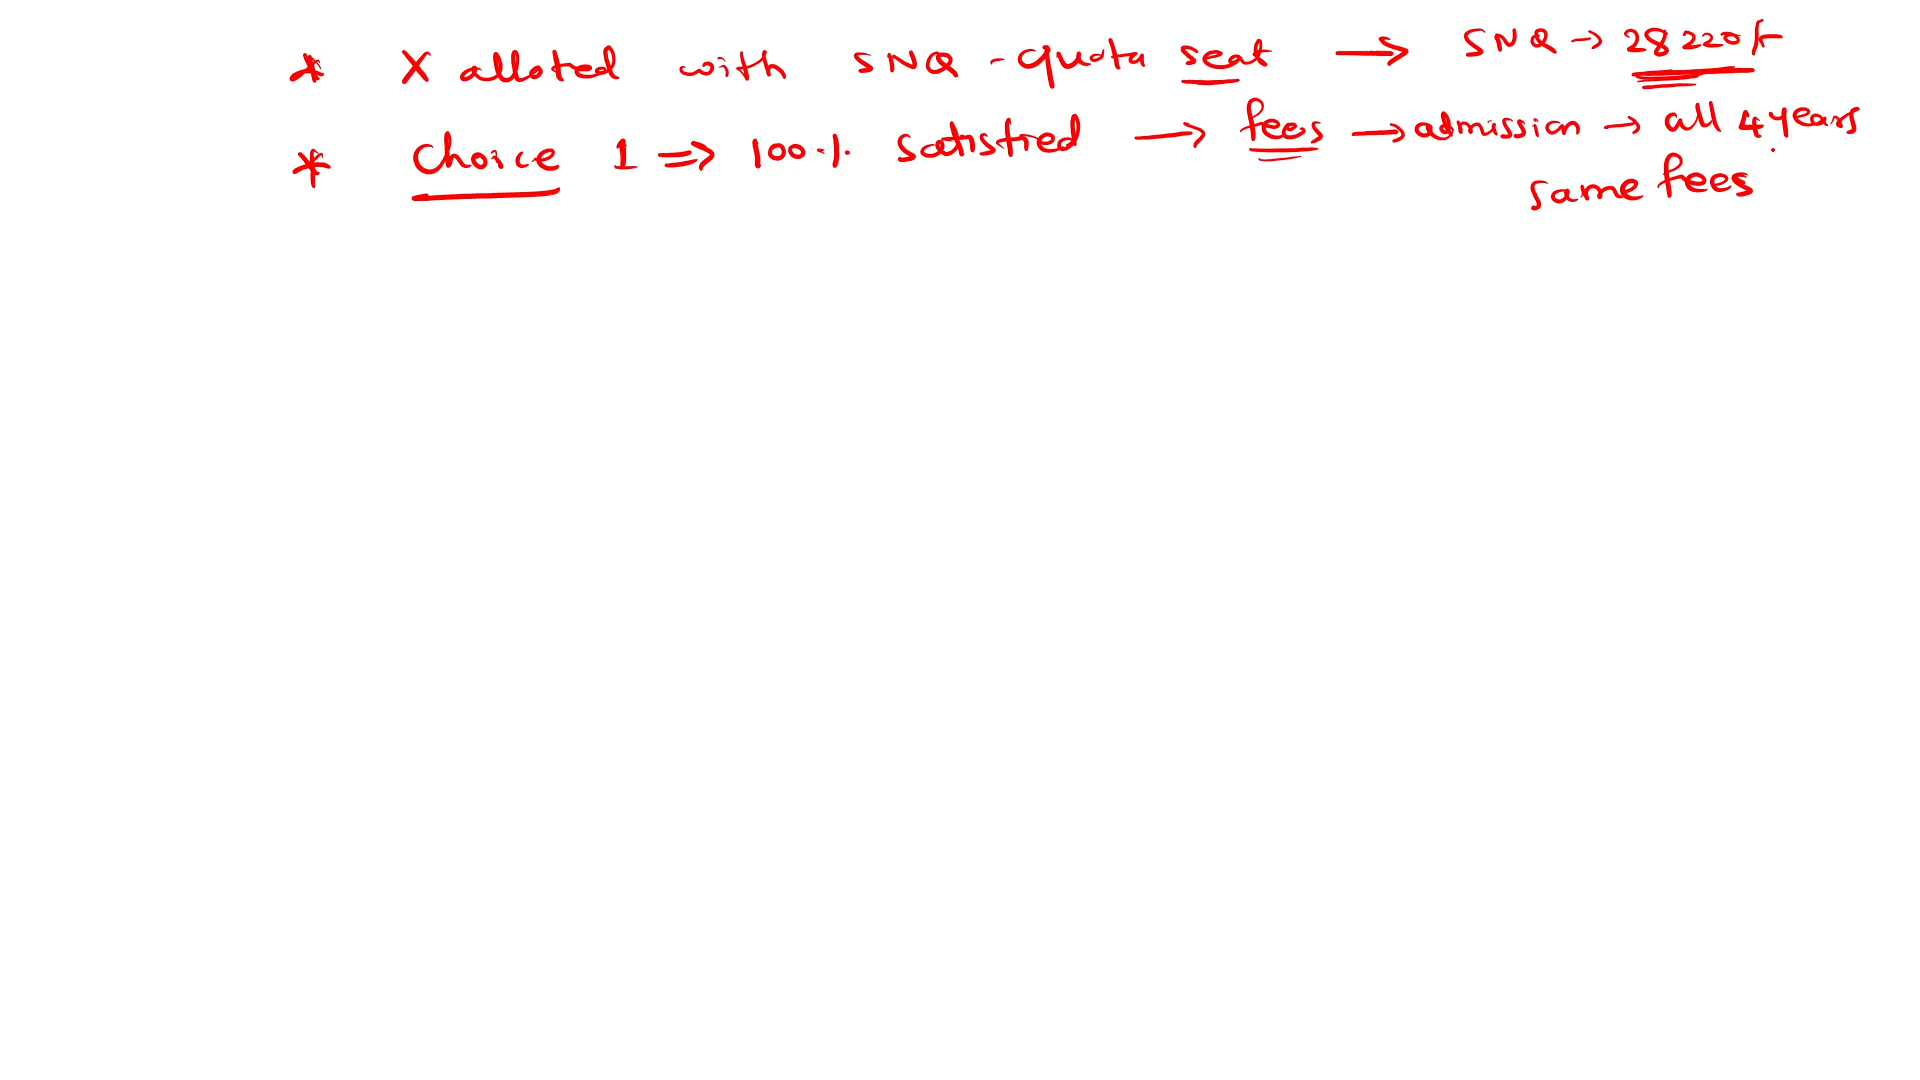 * X alloted with SNQ - quota seat → SNQ → 28220/-
* Choice 1 => 100% satisfied → fees → admission → all 4 years
same fees